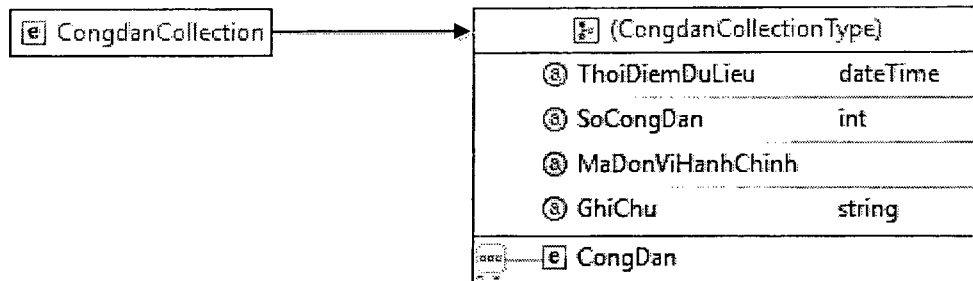 e CongdanCollection
(CongdanCollectionType)
a ThoiDiemDuLieu dateTime
a SoCongDan int
a MaDonViHanhChinh
a GhiChu string
e CongDan